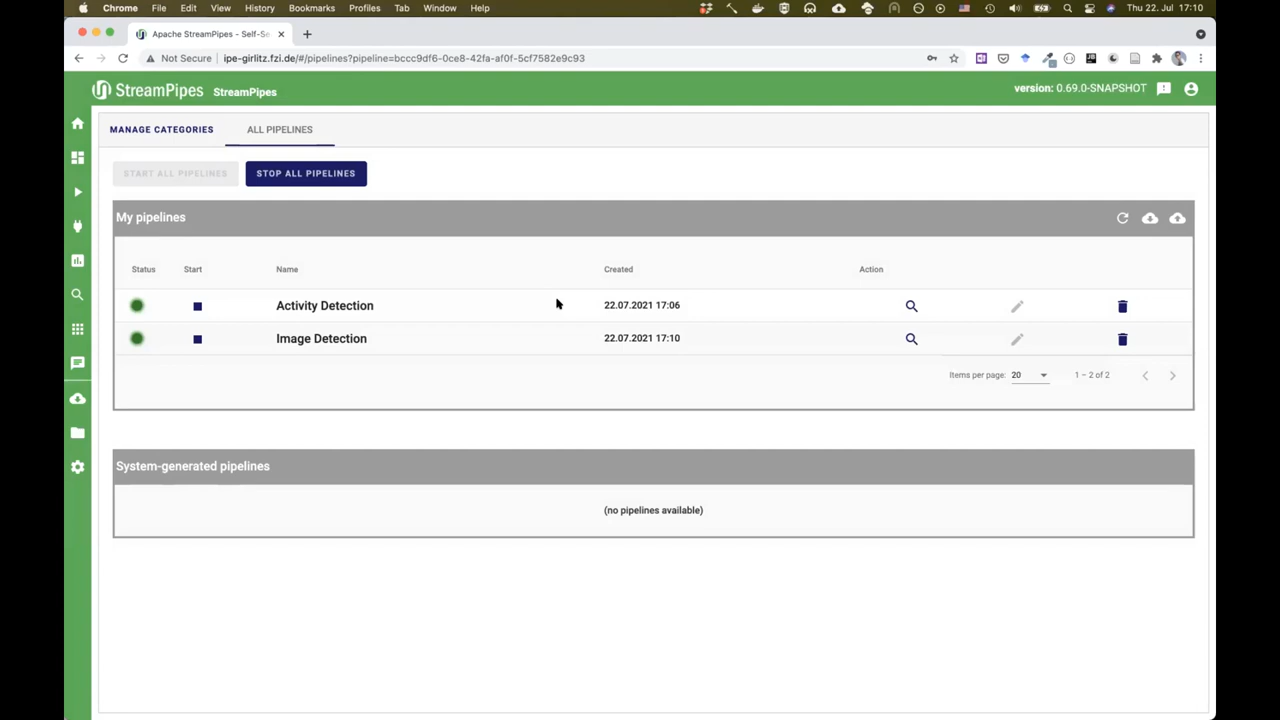 Chrome File Edit View History Bookmarks Profiles Tab Window Help Thu 22. Jul 17:10
Apache StreamPipes - Self-Se
Not Secure ipe-girlitz.fzi.de/#/pipelines?pipeline=bccc9df6-0ce8-42fa-af0f-5cf7582e9c93
StreamPipes StreamPipes version: 0.69.0-SNAPSHOT
MANAGE CATEGORIES ALL PIPELINES
START ALL PIPELINES STOP ALL PIPELINES
My pipelines
Status Start Name Created Action
Activity Detection 22.07.2021 17:06
Image Detection 22.07.2021 17:10
Items per page: 20 1 – 2 of 2
System-generated pipelines
(no pipelines available)